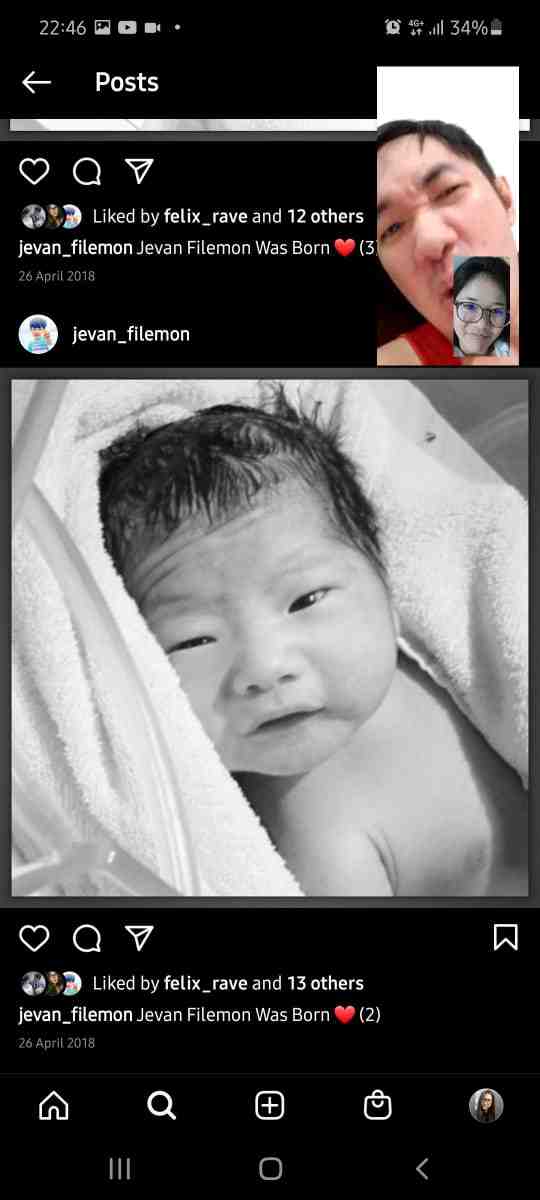 22:46
4G+ 34%
Posts
Liked by felix_rave and 12 others
jevan_filemon Jevan Filemon Was Born ❤️ (3)
26 April 2018
jevan_filemon
Liked by felix_rave and 13 others
jevan_filemon Jevan Filemon Was Born ❤️ (2)
26 April 2018